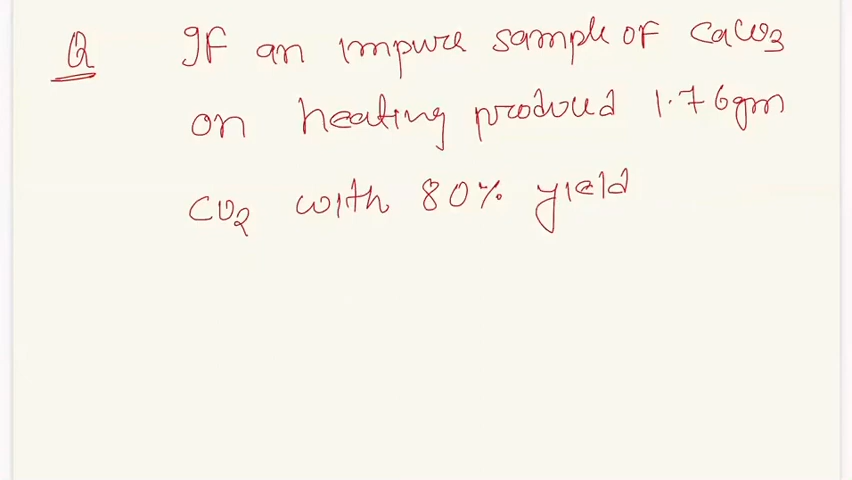 Q If an impure sample of CaCO3
on heating produced 1.76gm
CO2 with 80% yield